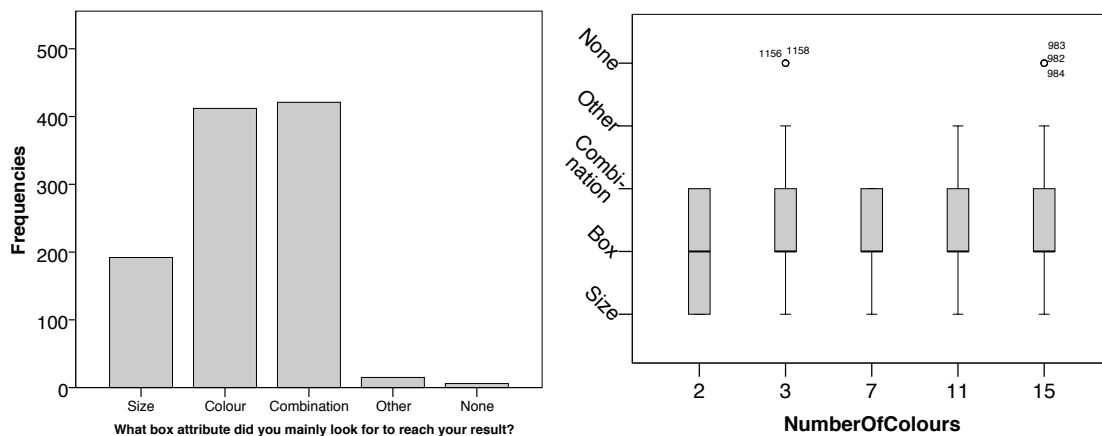 500
400
300
200
100
0
Frequencies
Size Colour Combination Other None
What box attribute did you mainly look for to reach your result?
None
Other
Combi-
nation
Box
Size
1156 1158
983
982
984
2 3 7 11 15
NumberOfColours